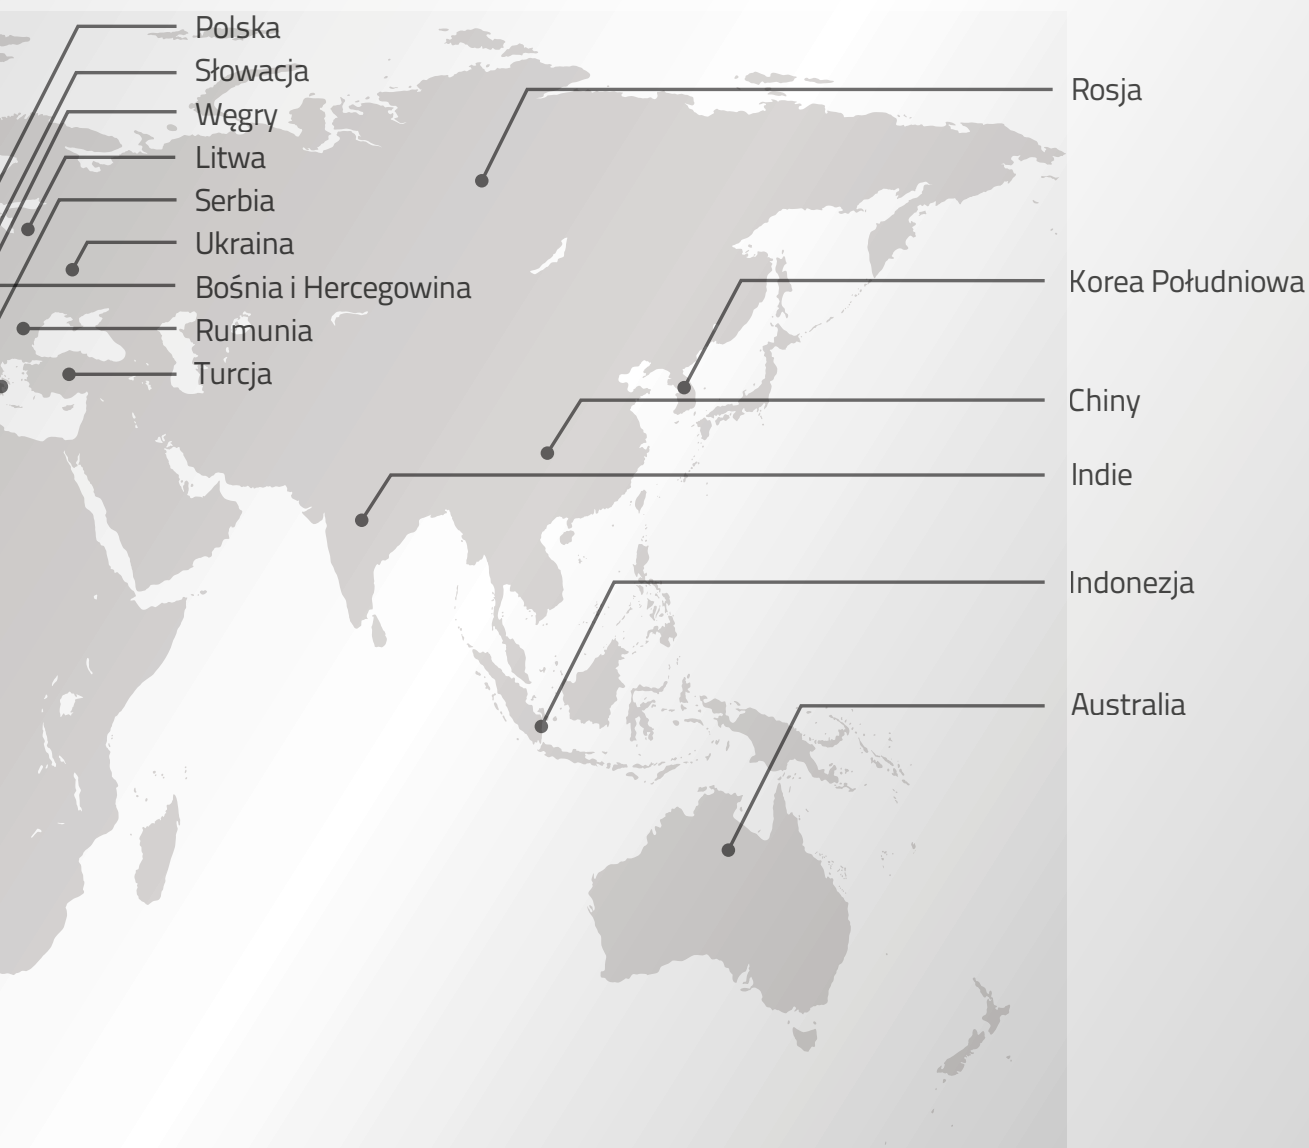 Polska
Słowacja
Węgry
Litwa
Serbia
Ukraina
Bośnia i Hercegowina
Rumunia
Turcja
Rosja
Korea Południowa
Chiny
Indie
Indonezja
Australia